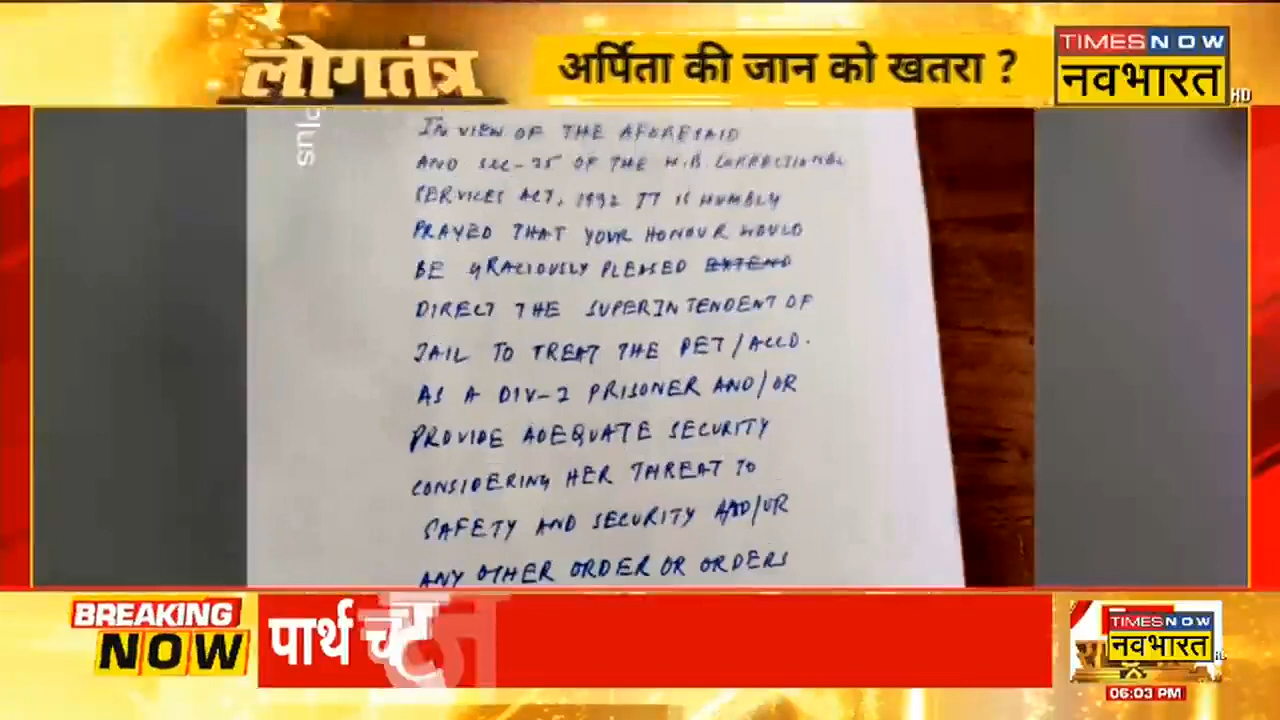 लोगतंत्र
अर्पिता की जान को खतरा ?
TIMES NOW
नवभारत
HD
plus
IN VIEW OF THE AFORESAID
AND SEC-25 OF THE W.B. CORRECTIONAL
SERVICES ACT, 1992 IT IS HUMBLY
PRAYED THAT YOUR HONOUR WOULD
BE GRACIOUSLY PLEASED EXTEND
DIRECT THE SUPERINTENDENT OF
JAIL TO TREAT THE PET/ACCD.
AS A DIV-2 PRISONER AND/OR
PROVIDE ADEQUATE SECURITY
CONSIDERING HER THREAT TO
SAFETY AND SECURITY AND/OR
ANY OTHER ORDER OR ORDERS
BREAKING
NOW
पार्थ
TIMES NOW
नवभारत
06:03 PM